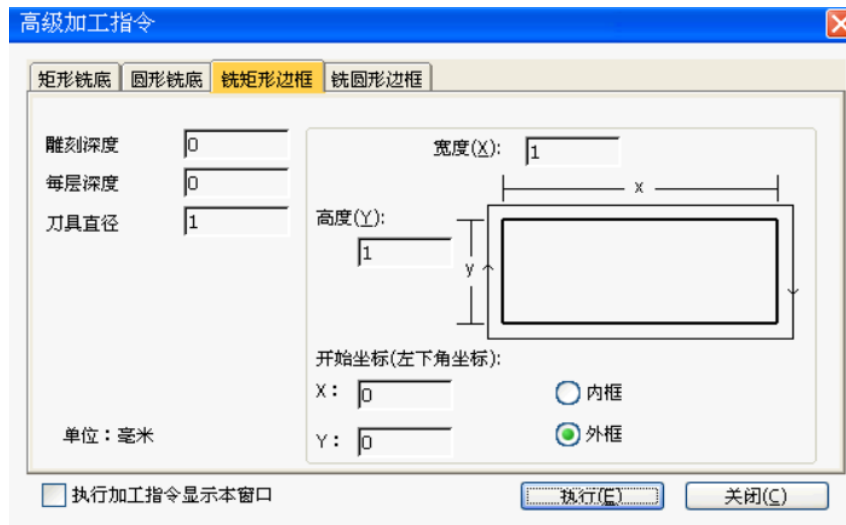 高级加工指令
矩形铣底 圆形铣底 铣矩形边框 铣圆形边框
雕刻深度 0
每层深度 0
刀具直径 1
宽度(X): 1
x
高度(Y):
1
y
开始坐标(左下角坐标):
X: 0
内框
Y: 0
外框
单位：毫米
执行加工指令显示本窗口
执行(E) 关闭(C)